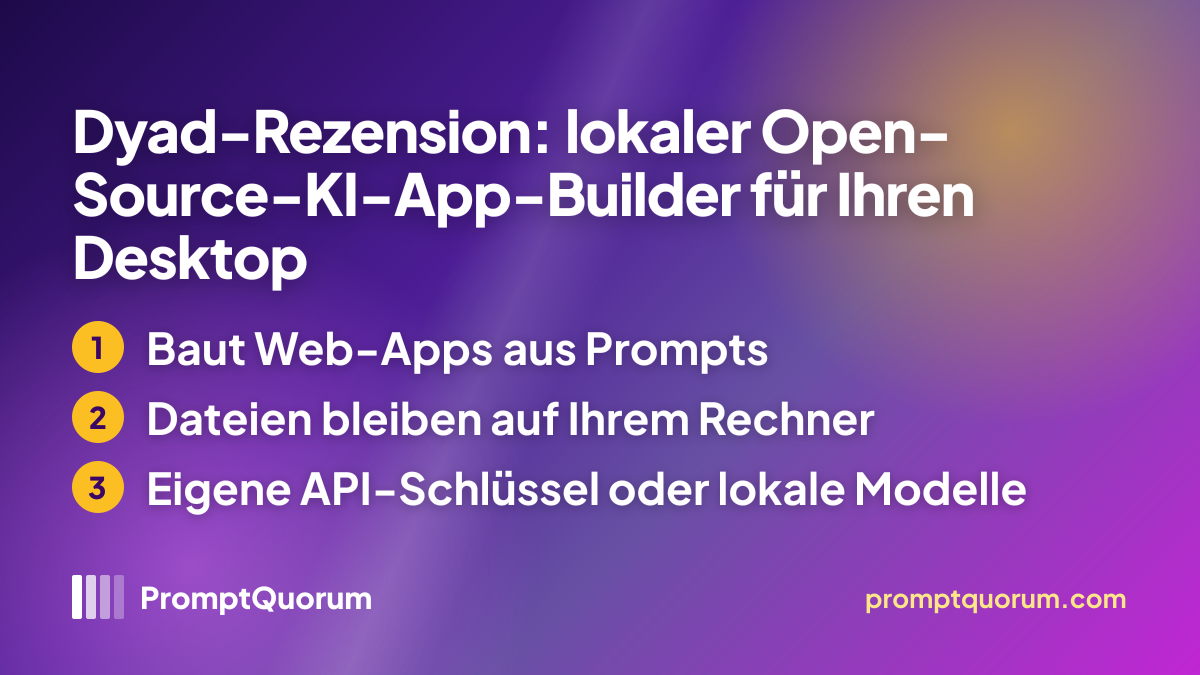 Dyad-Rezension: lokaler Open-
Source-KI-App-Builder für Ihren
Desktop
1 Baut Web-Apps aus Prompts
2 Dateien bleiben auf Ihrem Rechner
3 Eigene API-Schlüssel oder lokale Modelle
PromptQuorum
promptquorum.com